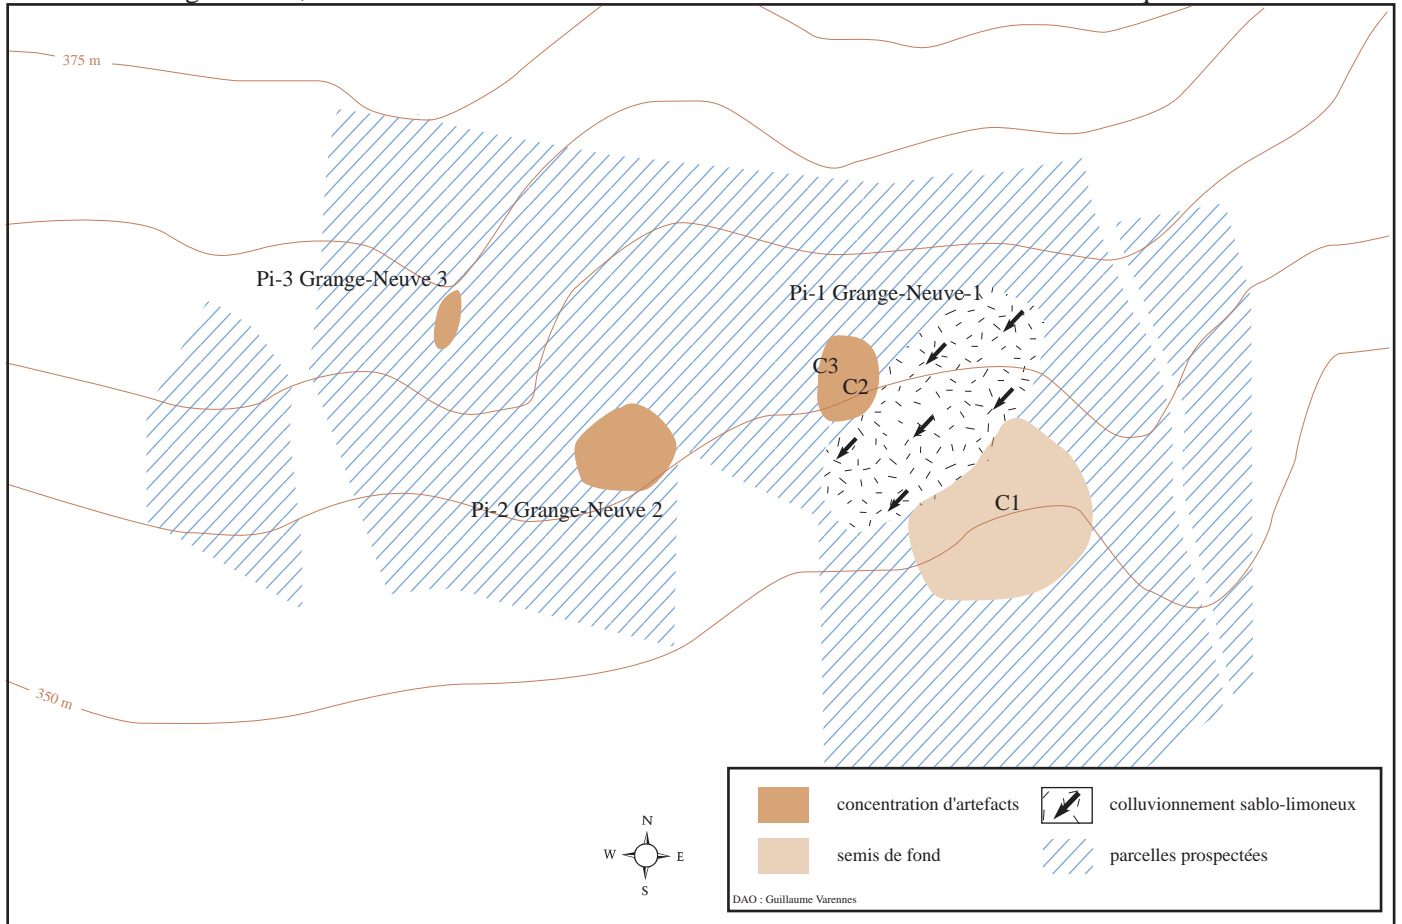 375 m
Pi-3 Grange-Neuve 3
Pi-1 Grange-Neuve-1
C3
C2
C1
Pi-2 Grange-Neuve 2
350 m
N
W
E
S
concentration d'artefacts
colluvionnement sablo-limoneux
semis de fond
parcelles prospectées
DAO : Guillaume Varennes